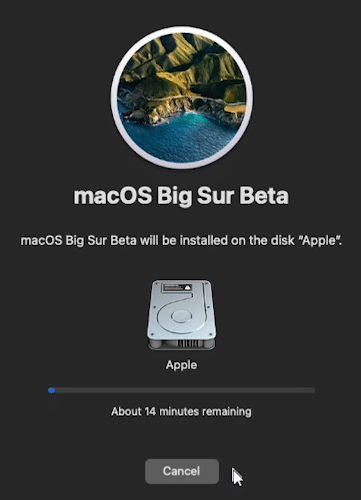 macOS Big Sur Beta
macOS Big Sur Beta will be installed on the disk “Apple”.
Apple
About 14 minutes remaining
Cancel